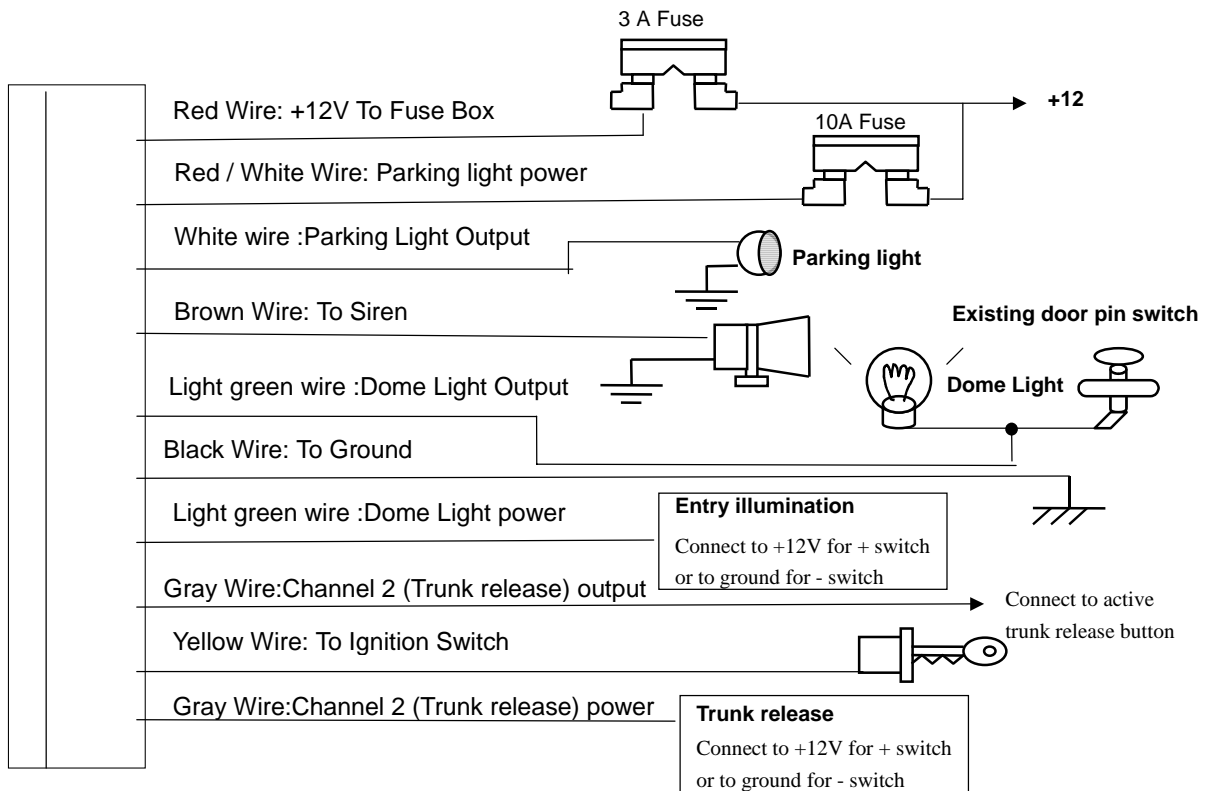 3 A Fuse
Red Wire: +12V To Fuse Box
+12
10A Fuse
Red / White Wire: Parking light power
White wire :Parking Light Output
Parking light
Brown Wire: To Siren
Existing door pin switch
Light green wire :Dome Light Output
Dome Light
Black Wire: To Ground
Light green wire :Dome Light power
Entry illumination
Connect to +12V for + switch
or to ground for - switch
Gray Wire:Channel 2 (Trunk release) output
Connect to active
trunk release button
Yellow Wire: To Ignition Switch
Gray Wire:Channel 2 (Trunk release) power
Trunk release
Connect to +12V for + switch
or to ground for - switch